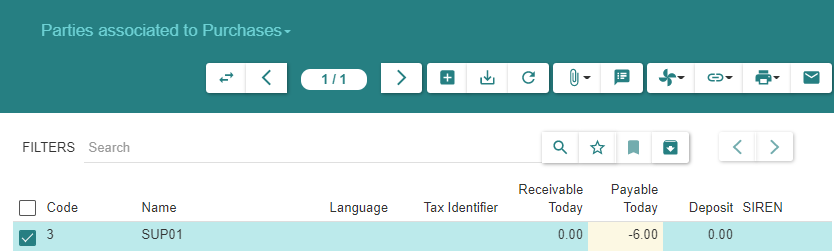 Parties associated to Purchases
1 / 1
FILTERS Search
Code Name Language Tax Identifier Receivable Today Payable Today Deposit SIREN
3 SUP01 0.00 -6.00 0.00